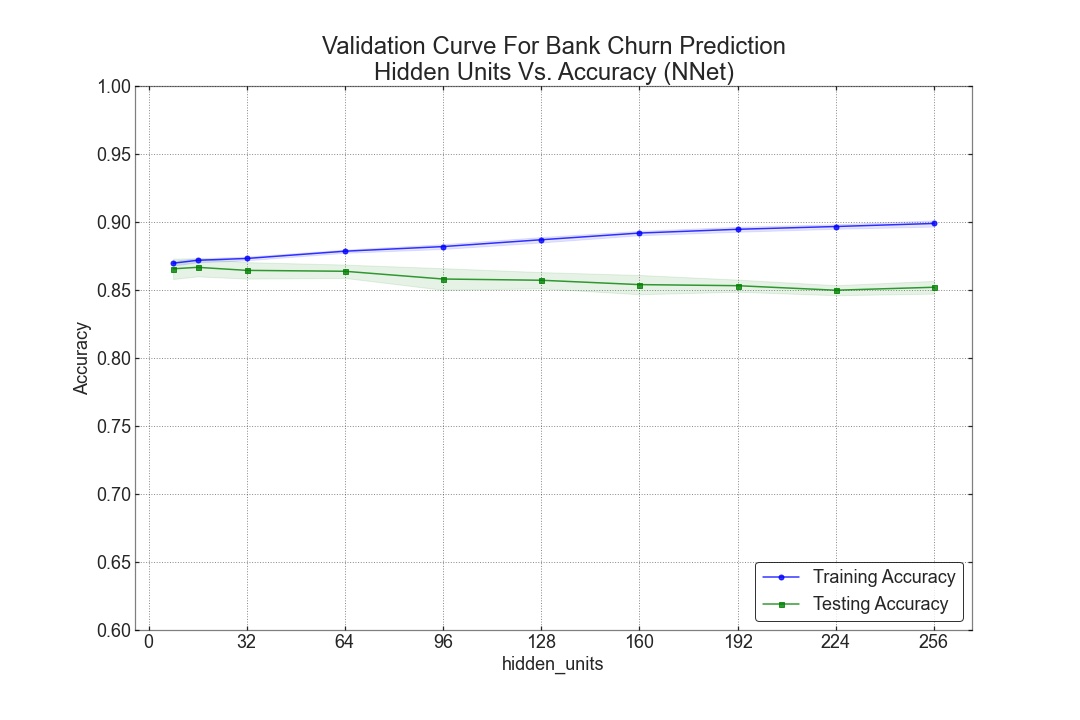 Validation Curve For Bank Churn Prediction
Hidden Units Vs. Accuracy (NNet)
1.00
0.95
0.90
0.85
0.80
0.75
0.70
0.65
0.60
Accuracy
0 32 64 96 128 160 192 224 256
hidden_units
Training Accuracy
Testing Accuracy